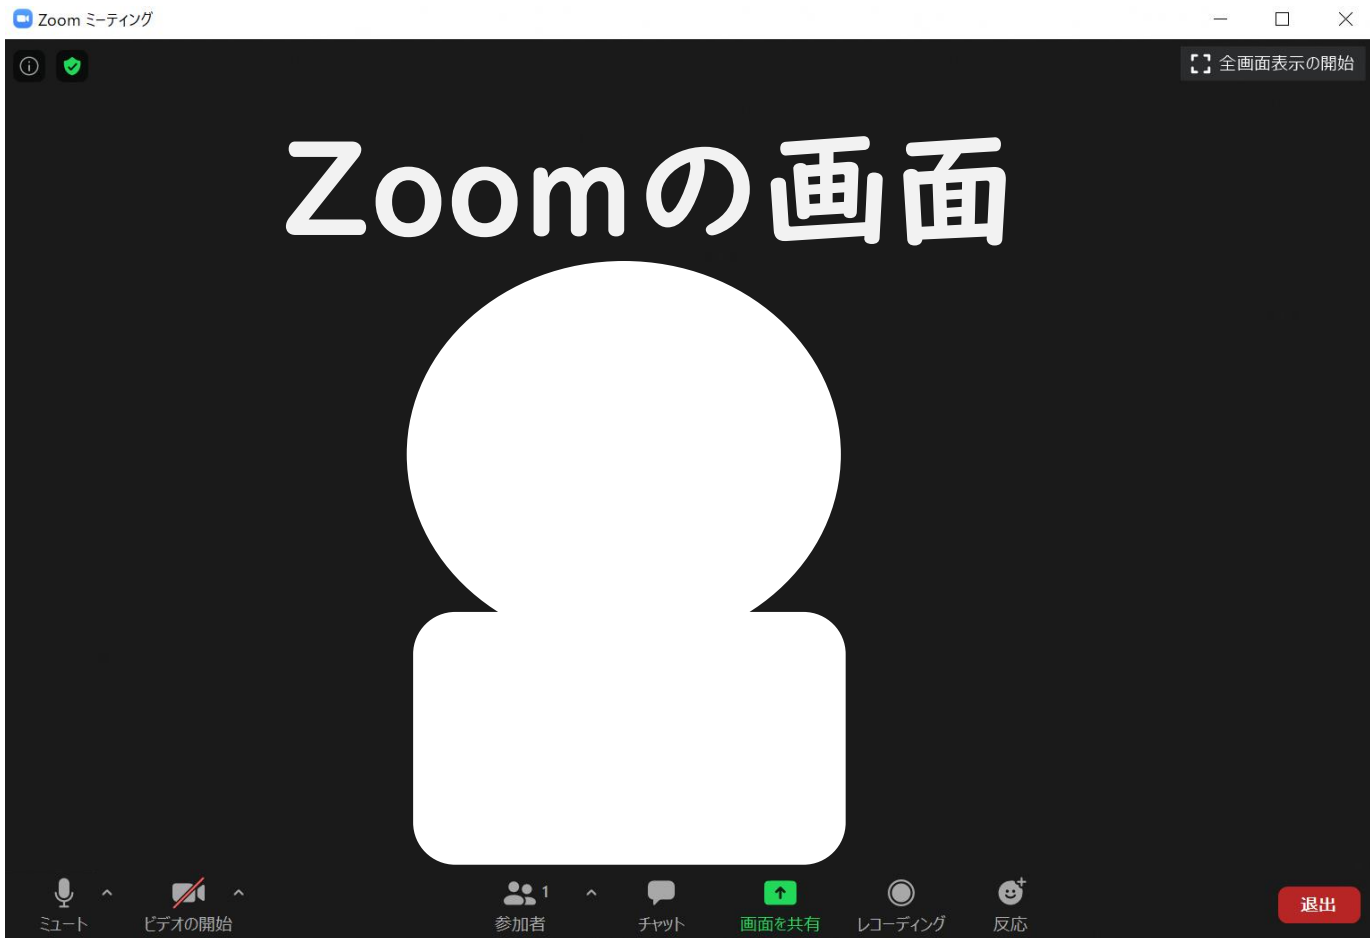 Zoom ミーティング
全画面表示の開始
Zoomの画面
ミュート
ビデオの開始
参加者
1
チャット
画面を共有
レコーディング
反応
退出